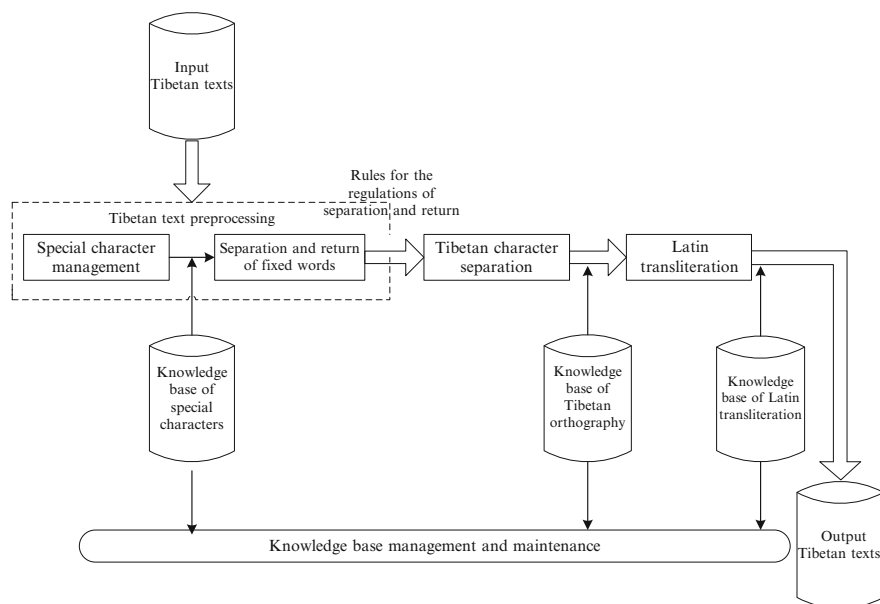 Input
Tibetan texts
Rules for the
regulations of
separation and return
Tibetan text preprocessing
Special character
management
Separation and return
of fixed words
Tibetan character
separation
Latin
transliteration
Knowledge
base of
special
characters
Knowledge
base of
Tibetan
orthography
Knowledge
base of Latin
transliteration
Knowledge base management and maintenance
Output
Tibetan texts